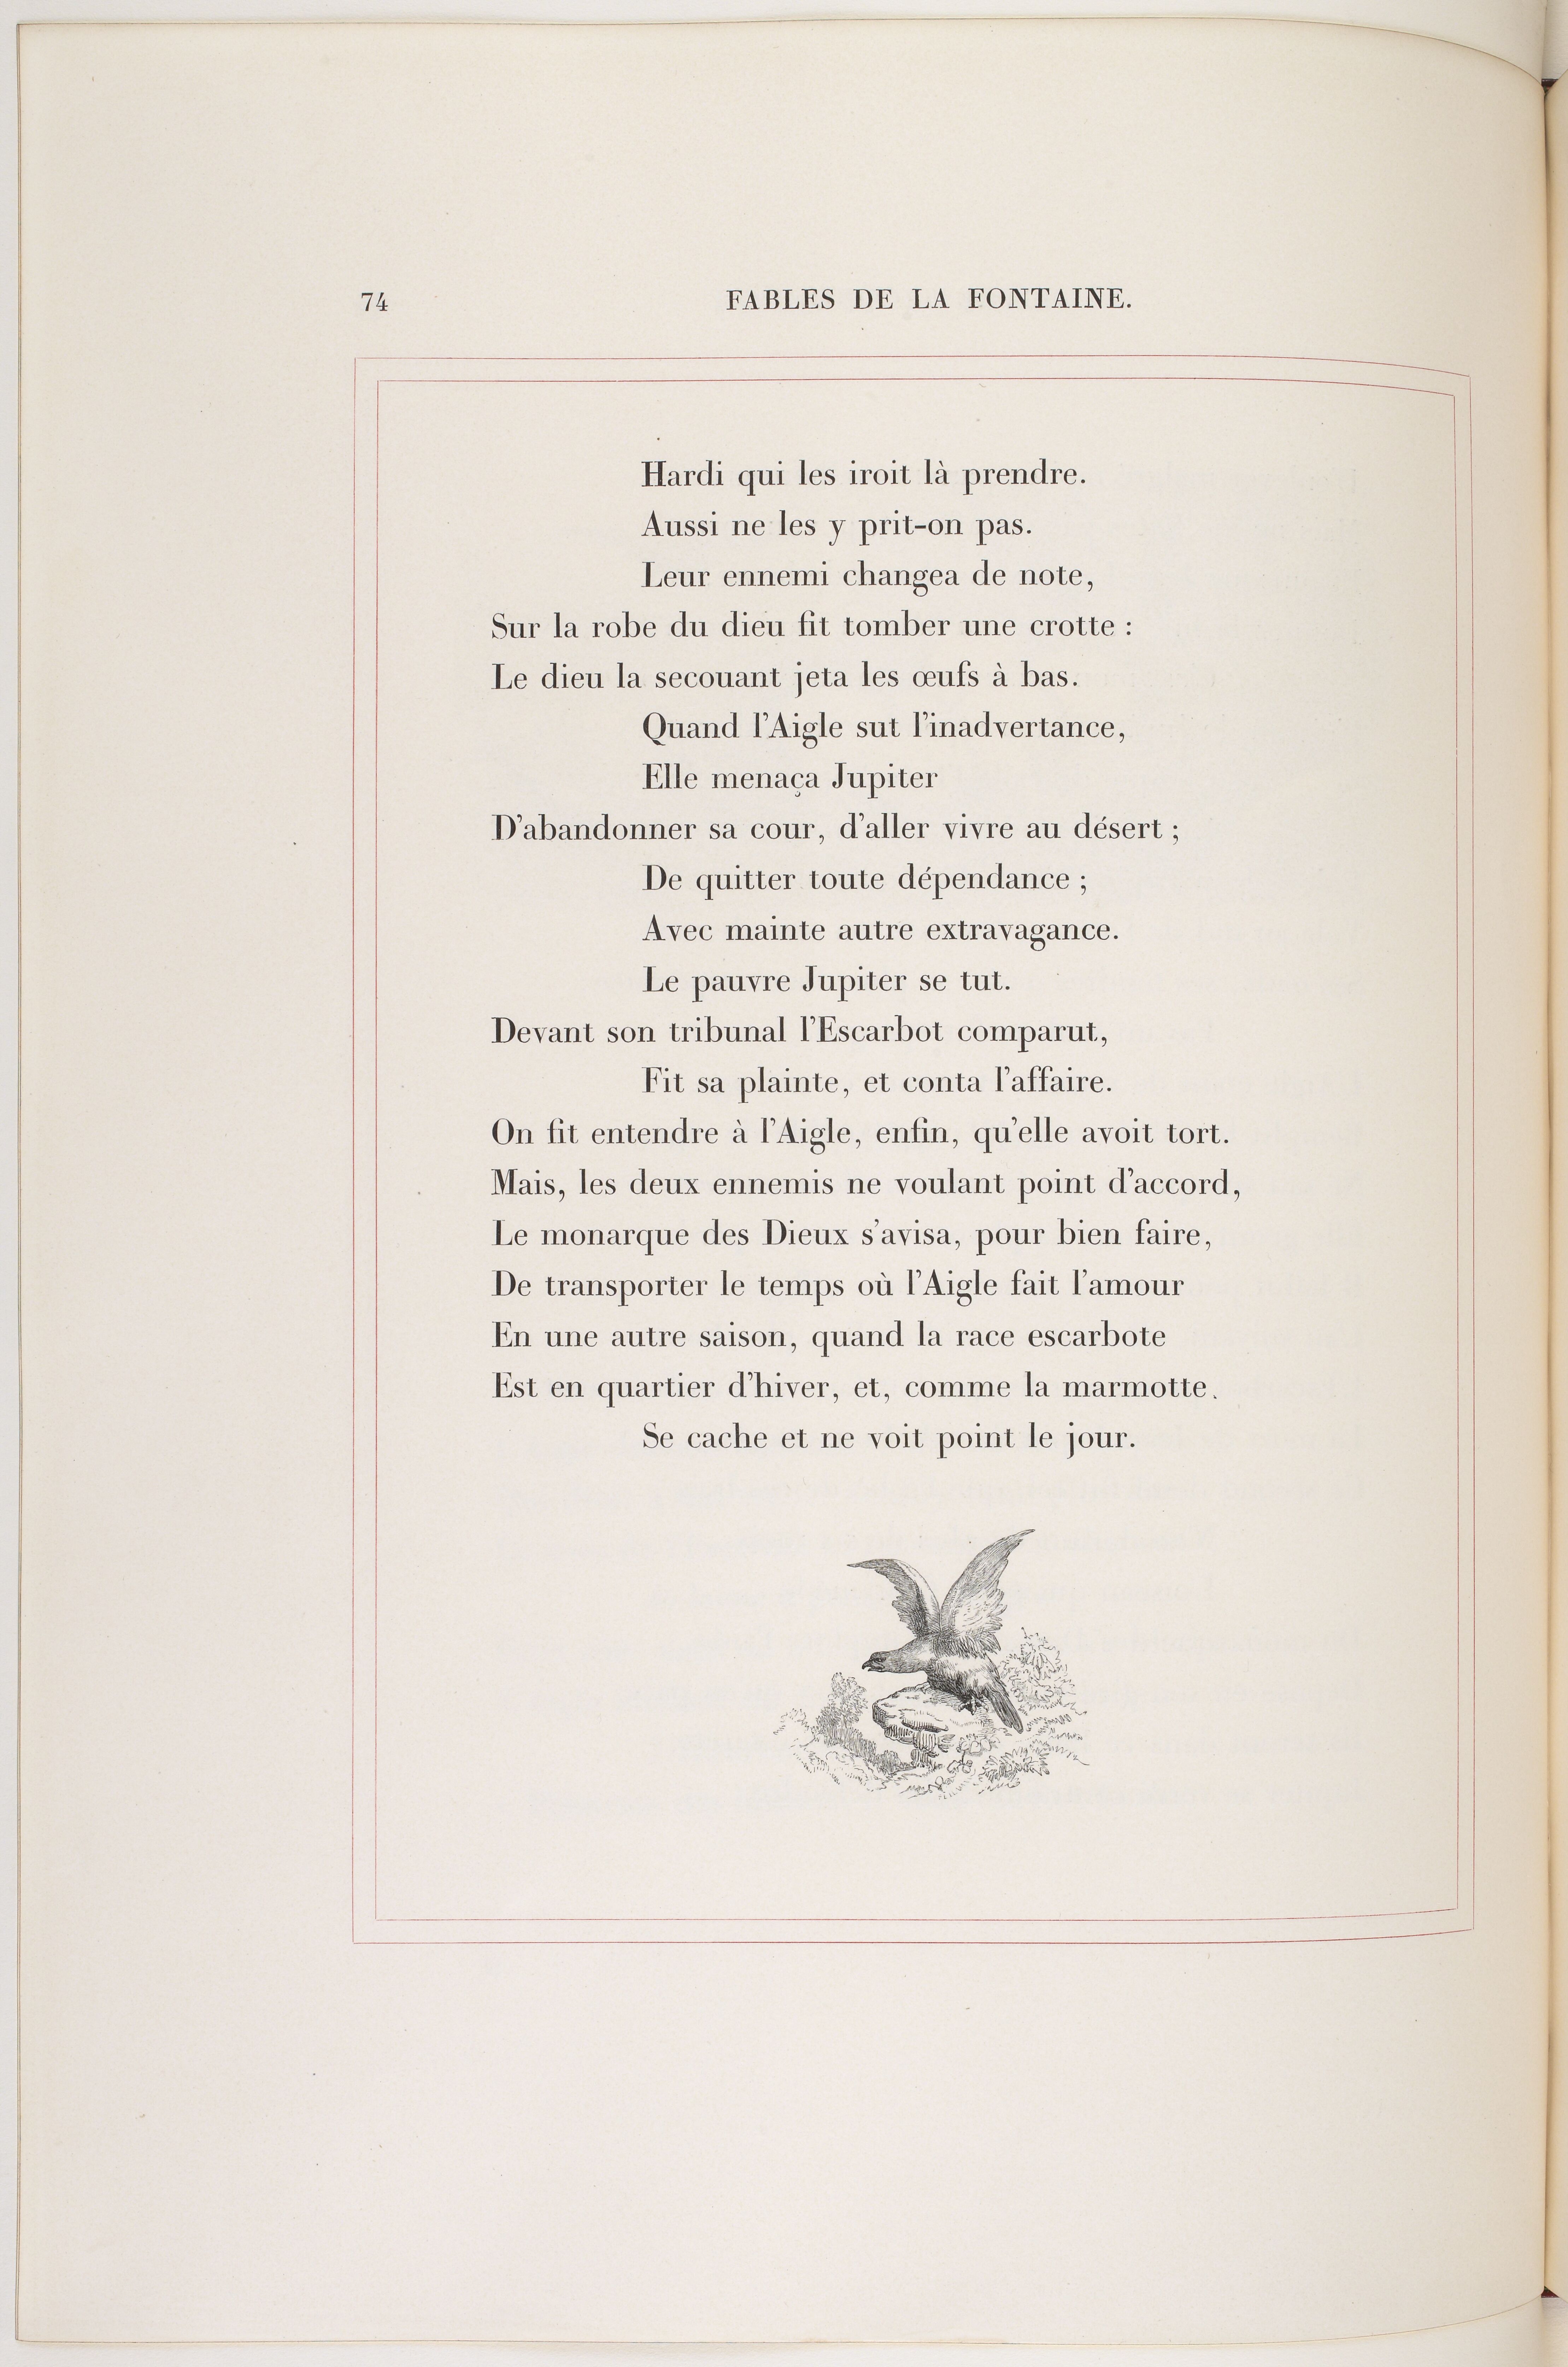 74 FABLES DE LA FONTAINE.
Hardi qui les iroit là prendre.
Aussi ne les y prit-on pas.
Leur ennemi changea de note,
Sur la robe du dieu fit tomber une crotte :
Le dieu la secouant jeta les œufs à bas.
Quand l'Aigle sut l'inadvertance,
Elle menaça Jupiter
D'abandonner sa cour, d'aller vivre au désert ;
De quitter toute dépendance ;
Avec mainte autre extravagance.
Le pauvre Jupiter se tut.
Devant son tribunal l'Escarbot comparut,
Fit sa plainte, et conta l'affaire.
On fit entendre à l'Aigle, enfin, qu'elle avoit tort.
Mais, les deux ennemis ne voulant point d'accord,
Le monarque des Dieux s'avisa, pour bien faire,
De transporter le temps où l'Aigle fait l'amour
En une autre saison, quand la race escarbote
Est en quartier d'hiver, et, comme la marmotte.
Se cache et ne voit point le jour.